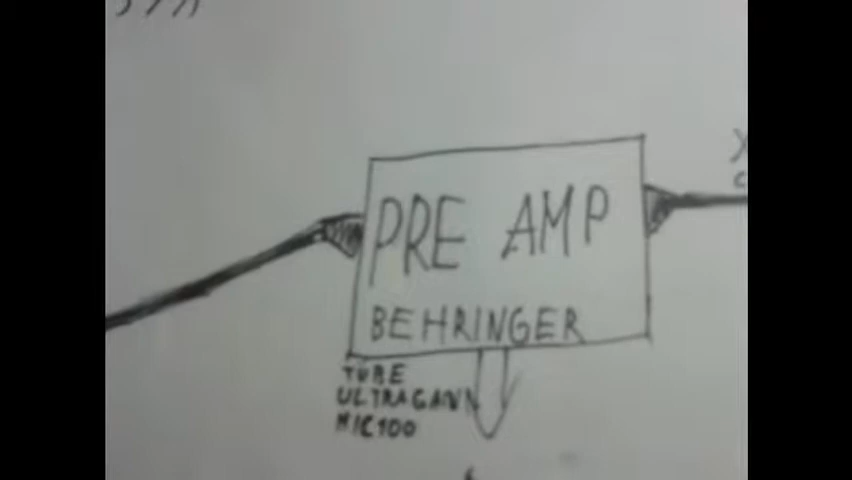 PRE AMP
BEHRINGER
TUBE
ULTRAGAIN
MIC100